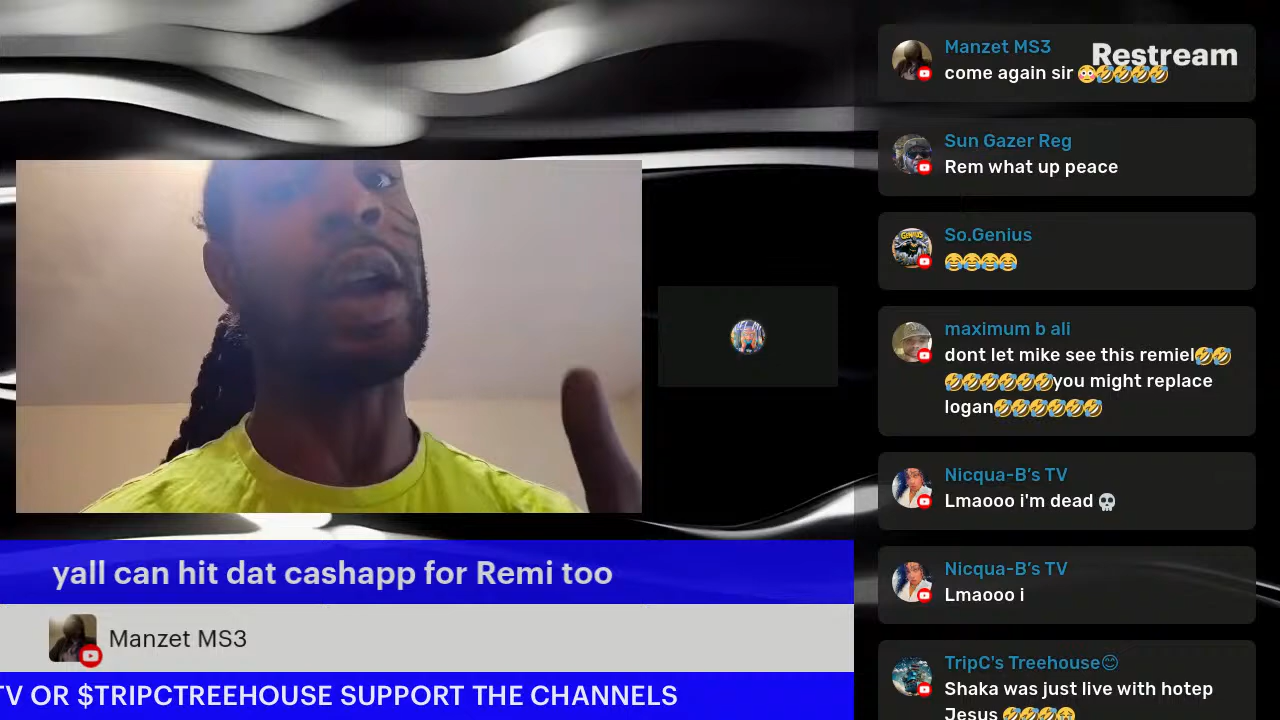 Restream
Manzet MS3
come again sir 😳🤣🤣🤣🤣
Sun Gazer Reg
Rem what up peace
So.Genius
😂😂😂😂
maximum b ali
dont let mike see this remiel🤣🤣
🤣🤣🤣🤣🤣🤣you might replace
logan🤣🤣🤣🤣🤣🤣
Nicqua-B's TV
Lmaooo i'm dead 💀
Nicqua-B's TV
Lmaooo i
TripC's Treehouse😊
Shaka was just live with hotep
Jesus 🤣🤣🤣😭
yall can hit dat cashapp for Remi too
Manzet MS3
TV OR $TRIPCTREEHOUSE SUPPORT THE CHANNELS